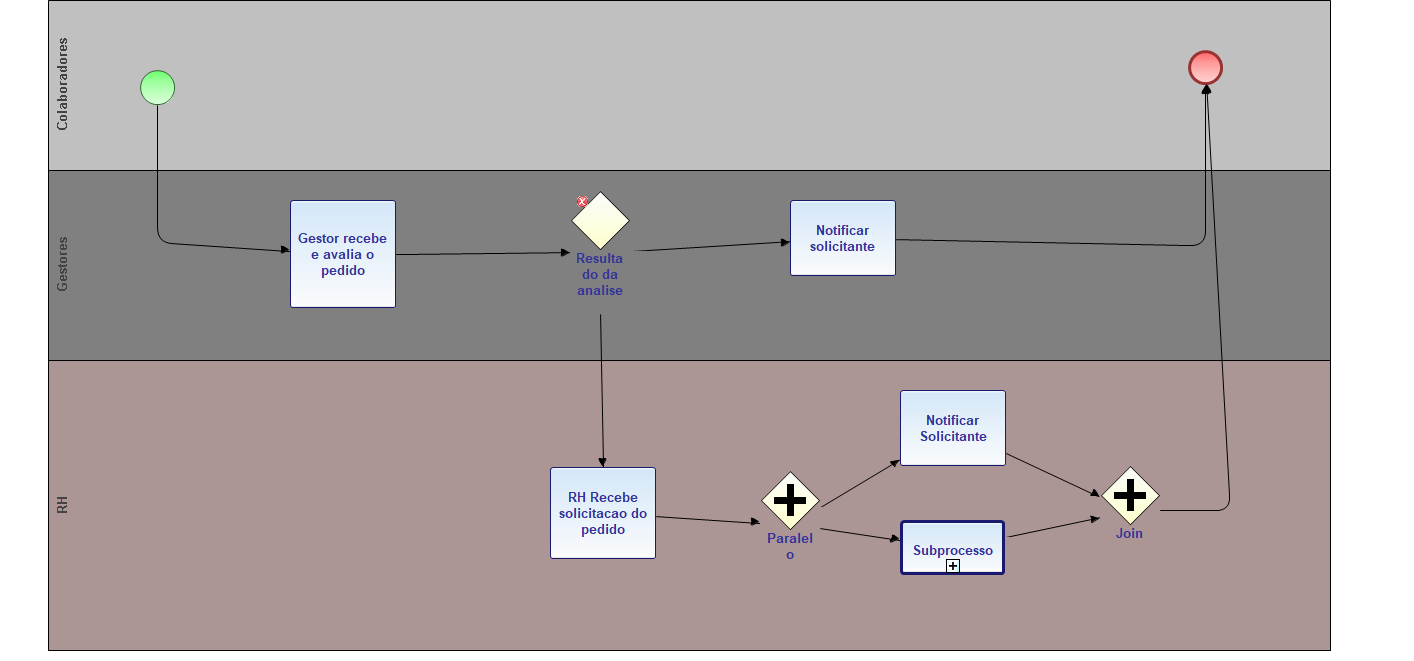 Colaboradores
Gestores
Gestor recebe
e avalia o
pedido
Resulta
do da
analise
Notificar
solicitante
RH
RH Recebe
solicitacao do
pedido
Paralel
o
Notificar
Solicitante
Subprocesso
Join